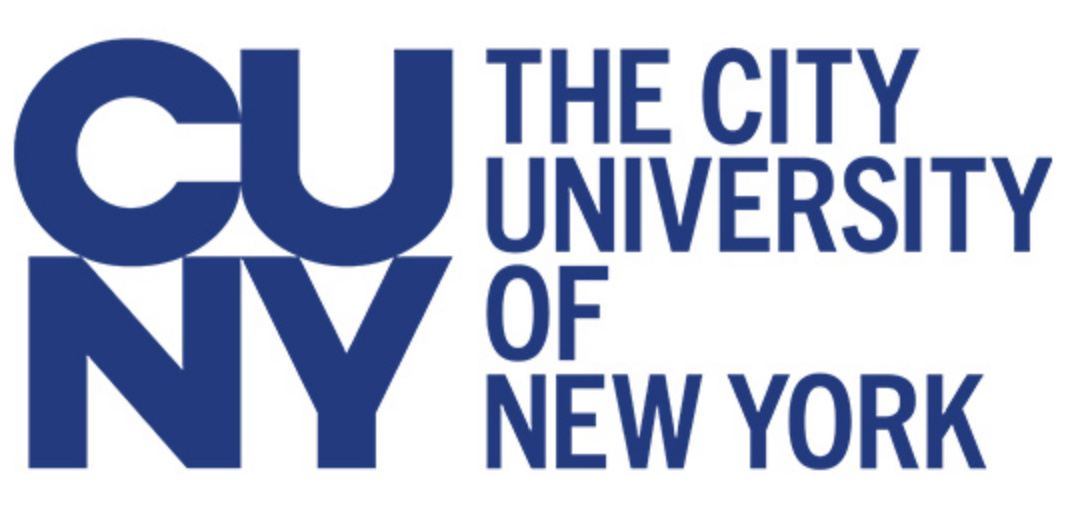 CU
NY
THE CITY
UNIVERSITY
OF
NEW YORK